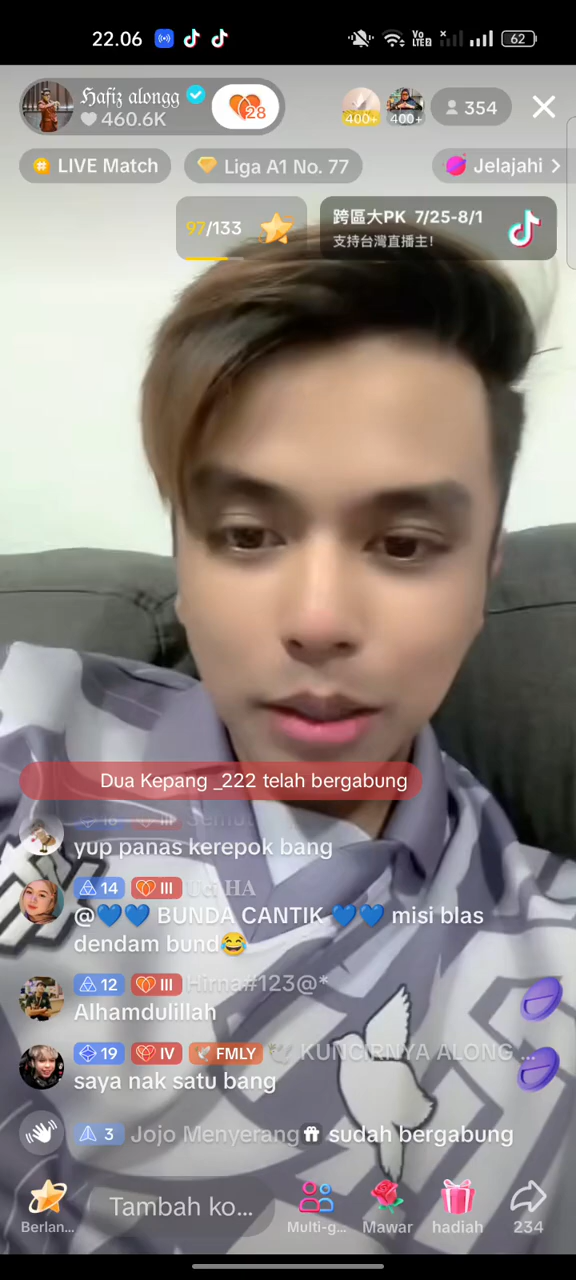 22.06
Vo
LTE2
62
Hafiz alongg
460.6K
28
400+
400+
354
LIVE Match
Liga A1 No. 77
Jelajahi >
97/133
跨區大PK 7/25-8/1
支持台灣直播主!
Dua Kepang _222 telah bergabung
yup panas kerepok bang
14 III Uci HA
@💙💙 BUNDA CANTIK 💙💙 misi blas
dendam bund😂
12 III Hirna#123@*
Alhamdulillah
19 IV FMLY 🕊 KUNCIRNYA ALONG ...
saya nak satu bang
3 Jojo Menyerang sudah bergabung
Berlan...
Tambah ko...
Multi-g...
Mawar
hadiah
234